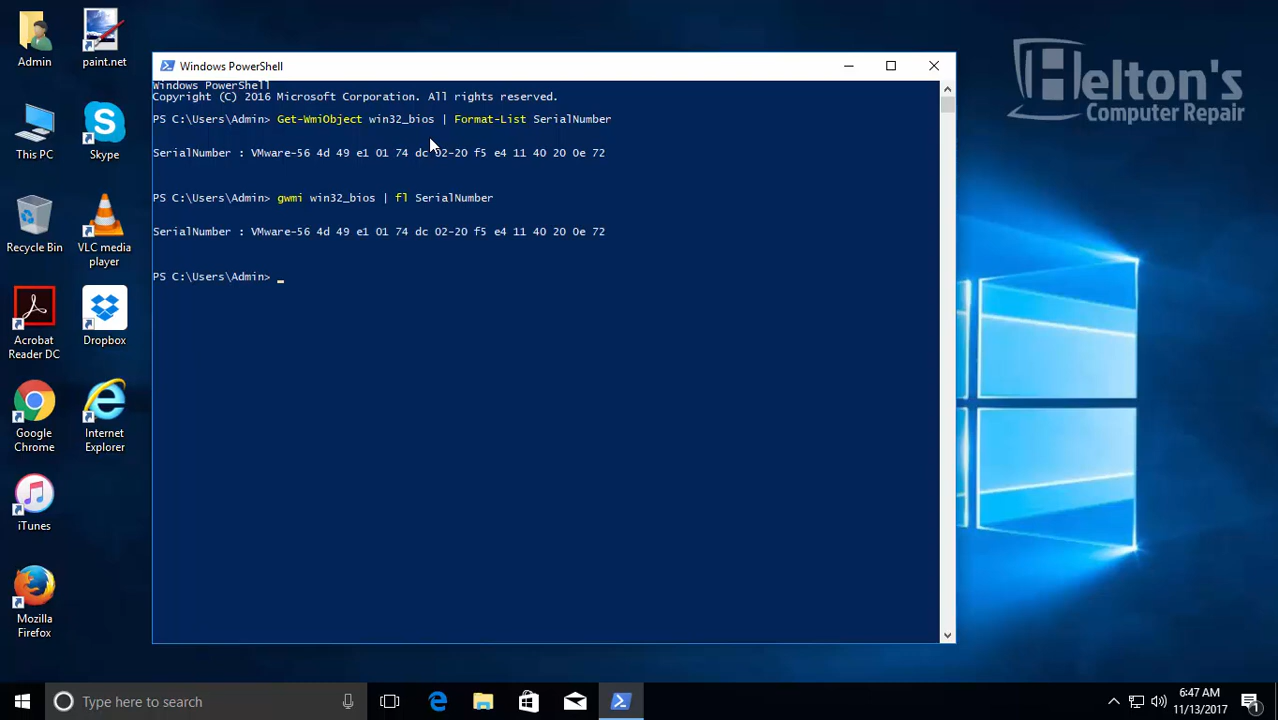 Admin
paint.net
This PC
Skype
Recycle Bin
VLC media
player
Acrobat
Reader DC
Dropbox
Google
Chrome
Internet
Explorer
iTunes
Mozilla
Firefox
Windows PowerShell
Windows PowerShell
Copyright (C) 2016 Microsoft Corporation. All rights reserved.
PS C:\Users\Admin> Get-WmiObject win32_bios | Format-List SerialNumber
SerialNumber : VMware-56 4d 49 e1 01 74 dc 02-20 f5 e4 11 40 20 0e 72
PS C:\Users\Admin> gwmi win32_bios | fl SerialNumber
SerialNumber : VMware-56 4d 49 e1 01 74 dc 02-20 f5 e4 11 40 20 0e 72
PS C:\Users\Admin> _
Helton's
Computer Repair
Type here to search
6:47 AM
11/13/2017
1